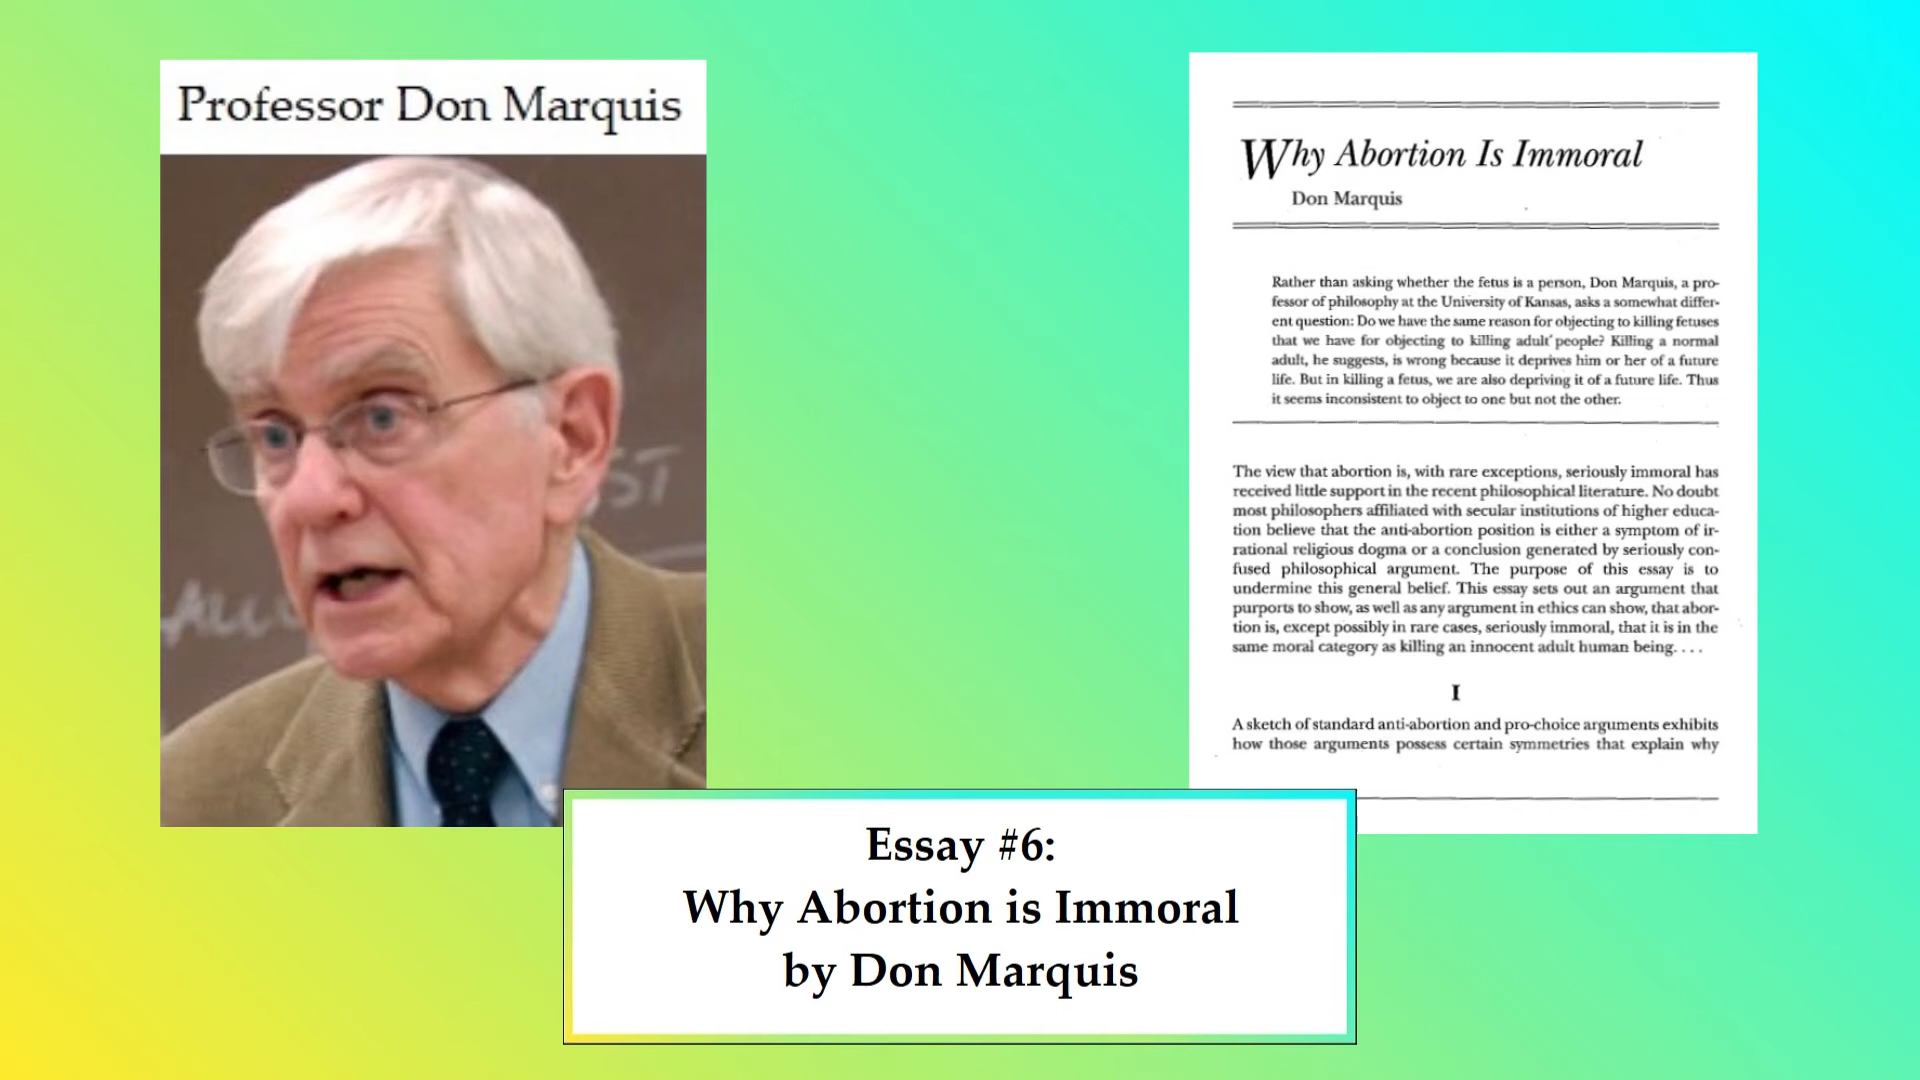 Professor Don Marquis
ALL
ST
Why Abortion Is Immoral
Don Marquis
Rather than asking whether the fetus is a person, Don Marquis, a pro-
fessor of philosophy at the University of Kansas, asks a somewhat differ-
ent question: Do we have the same reason for objecting to killing fetuses
that we have for objecting to killing adult people? Killing a normal
adult, he suggests, is wrong because it deprives him or her of a future
life. But in killing a fetus, we are also depriving it of a future life. Thus
it seems inconsistent to object to one but not the other.
The view that abortion is, with rare exceptions, seriously immoral has
received little support in the recent philosophical literature. No doubt
most philosophers affiliated with secular institutions of higher educa-
tion believe that the anti-abortion position is either a symptom of ir-
rational religious dogma or a conclusion generated by seriously con-
fused philosophical argument. The purpose of this essay is to
undermine this general belief. This essay sets out an argument that
purports to show, as well as any argument in ethics can show, that abor-
tion is, except possibly in rare cases, seriously immoral, that it is in the
same moral category as killing an innocent adult human being. . . .
I
A sketch of standard anti-abortion and pro-choice arguments exhibits
how those arguments possess certain symmetries that explain why
Essay #6:
Why Abortion is Immoral
by Don Marquis